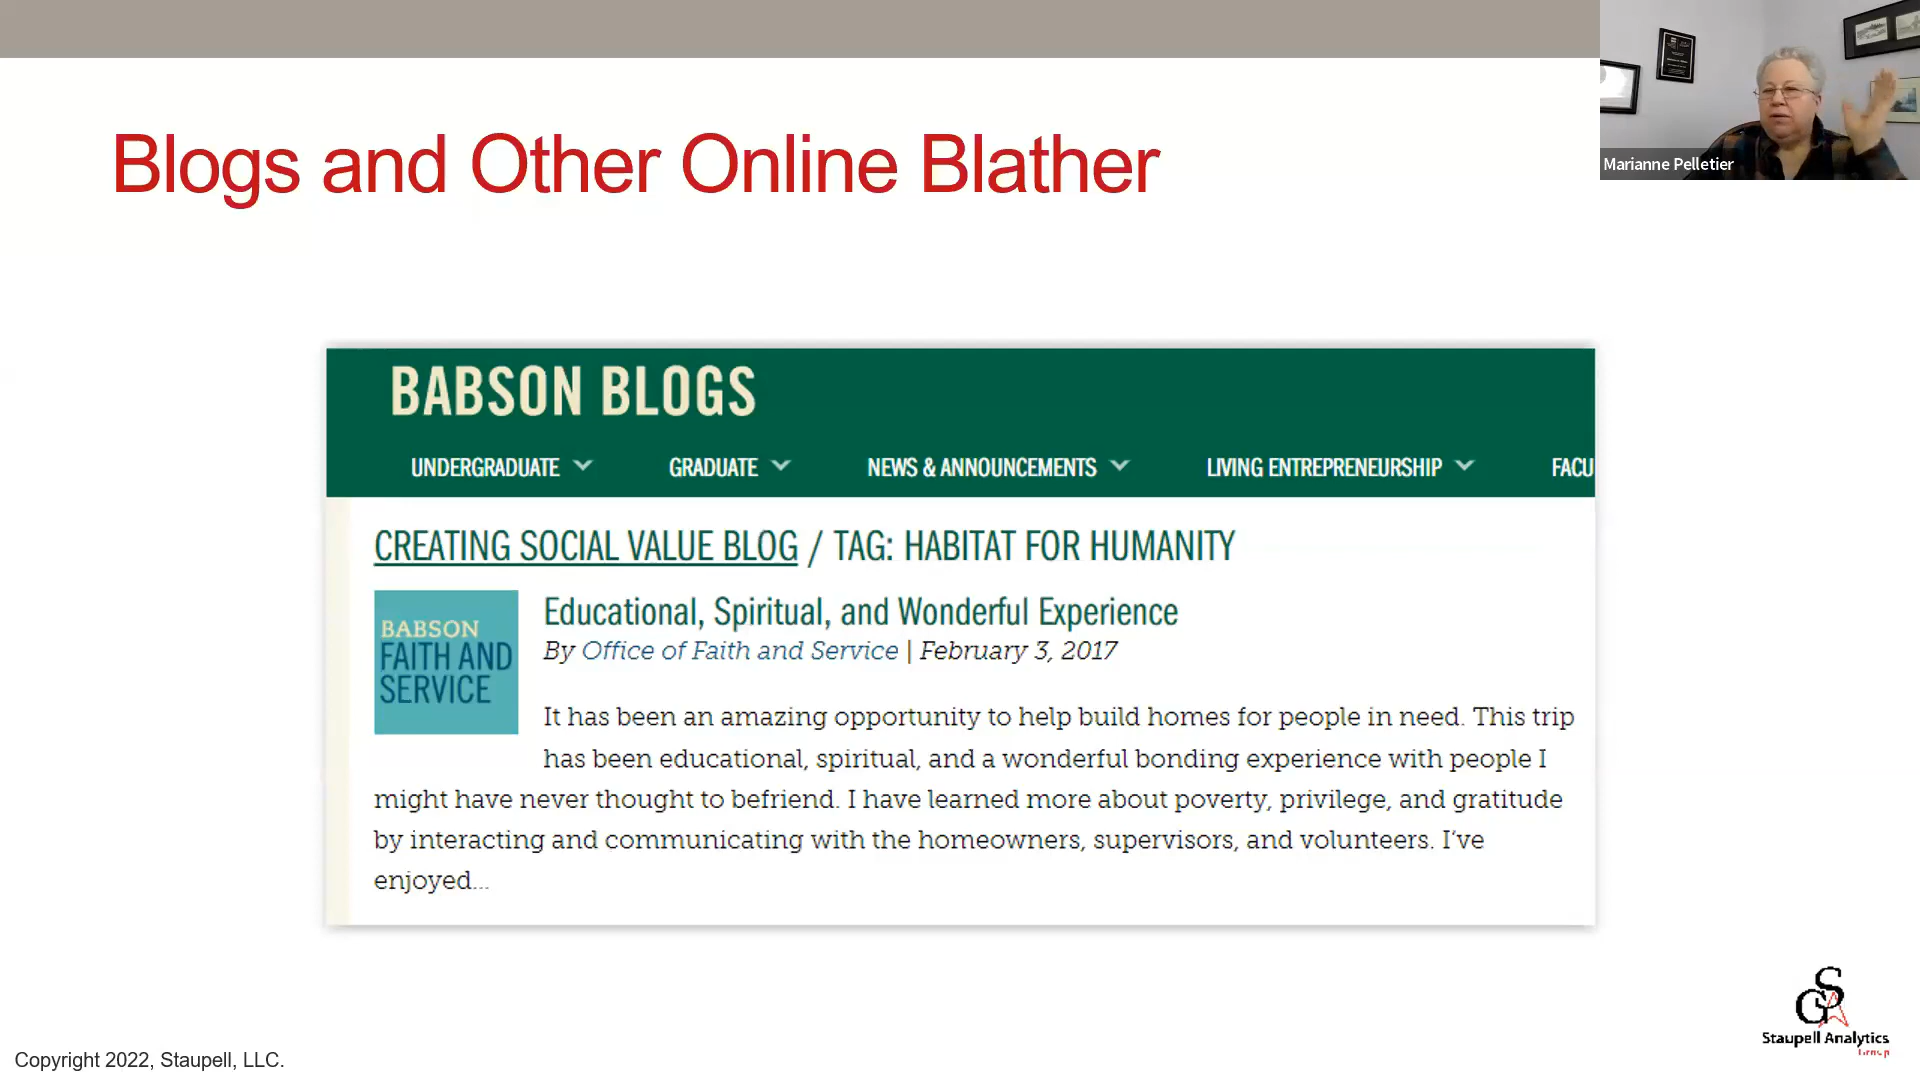 Blogs and Other Online Blather
Marianne Pelletier
BABSON BLOGS
UNDERGRADUATE
GRADUATE
NEWS & ANNOUNCEMENTS
LIVING ENTREPRENEURSHIP
FACU
CREATING SOCIAL VALUE BLOG / TAG: HABITAT FOR HUMANITY
BABSON
FAITH AND
SERVICE
Educational, Spiritual, and Wonderful Experience
By Office of Faith and Service | February 3, 2017
It has been an amazing opportunity to help build homes for people in need. This trip
has been educational, spiritual, and a wonderful bonding experience with people I
might have never thought to befriend. I have learned more about poverty, privilege, and gratitude
by interacting and communicating with the homeowners, supervisors, and volunteers. I've
enjoyed...
Staupell Analytics
Group
Copyright 2022, Staupell, LLC.